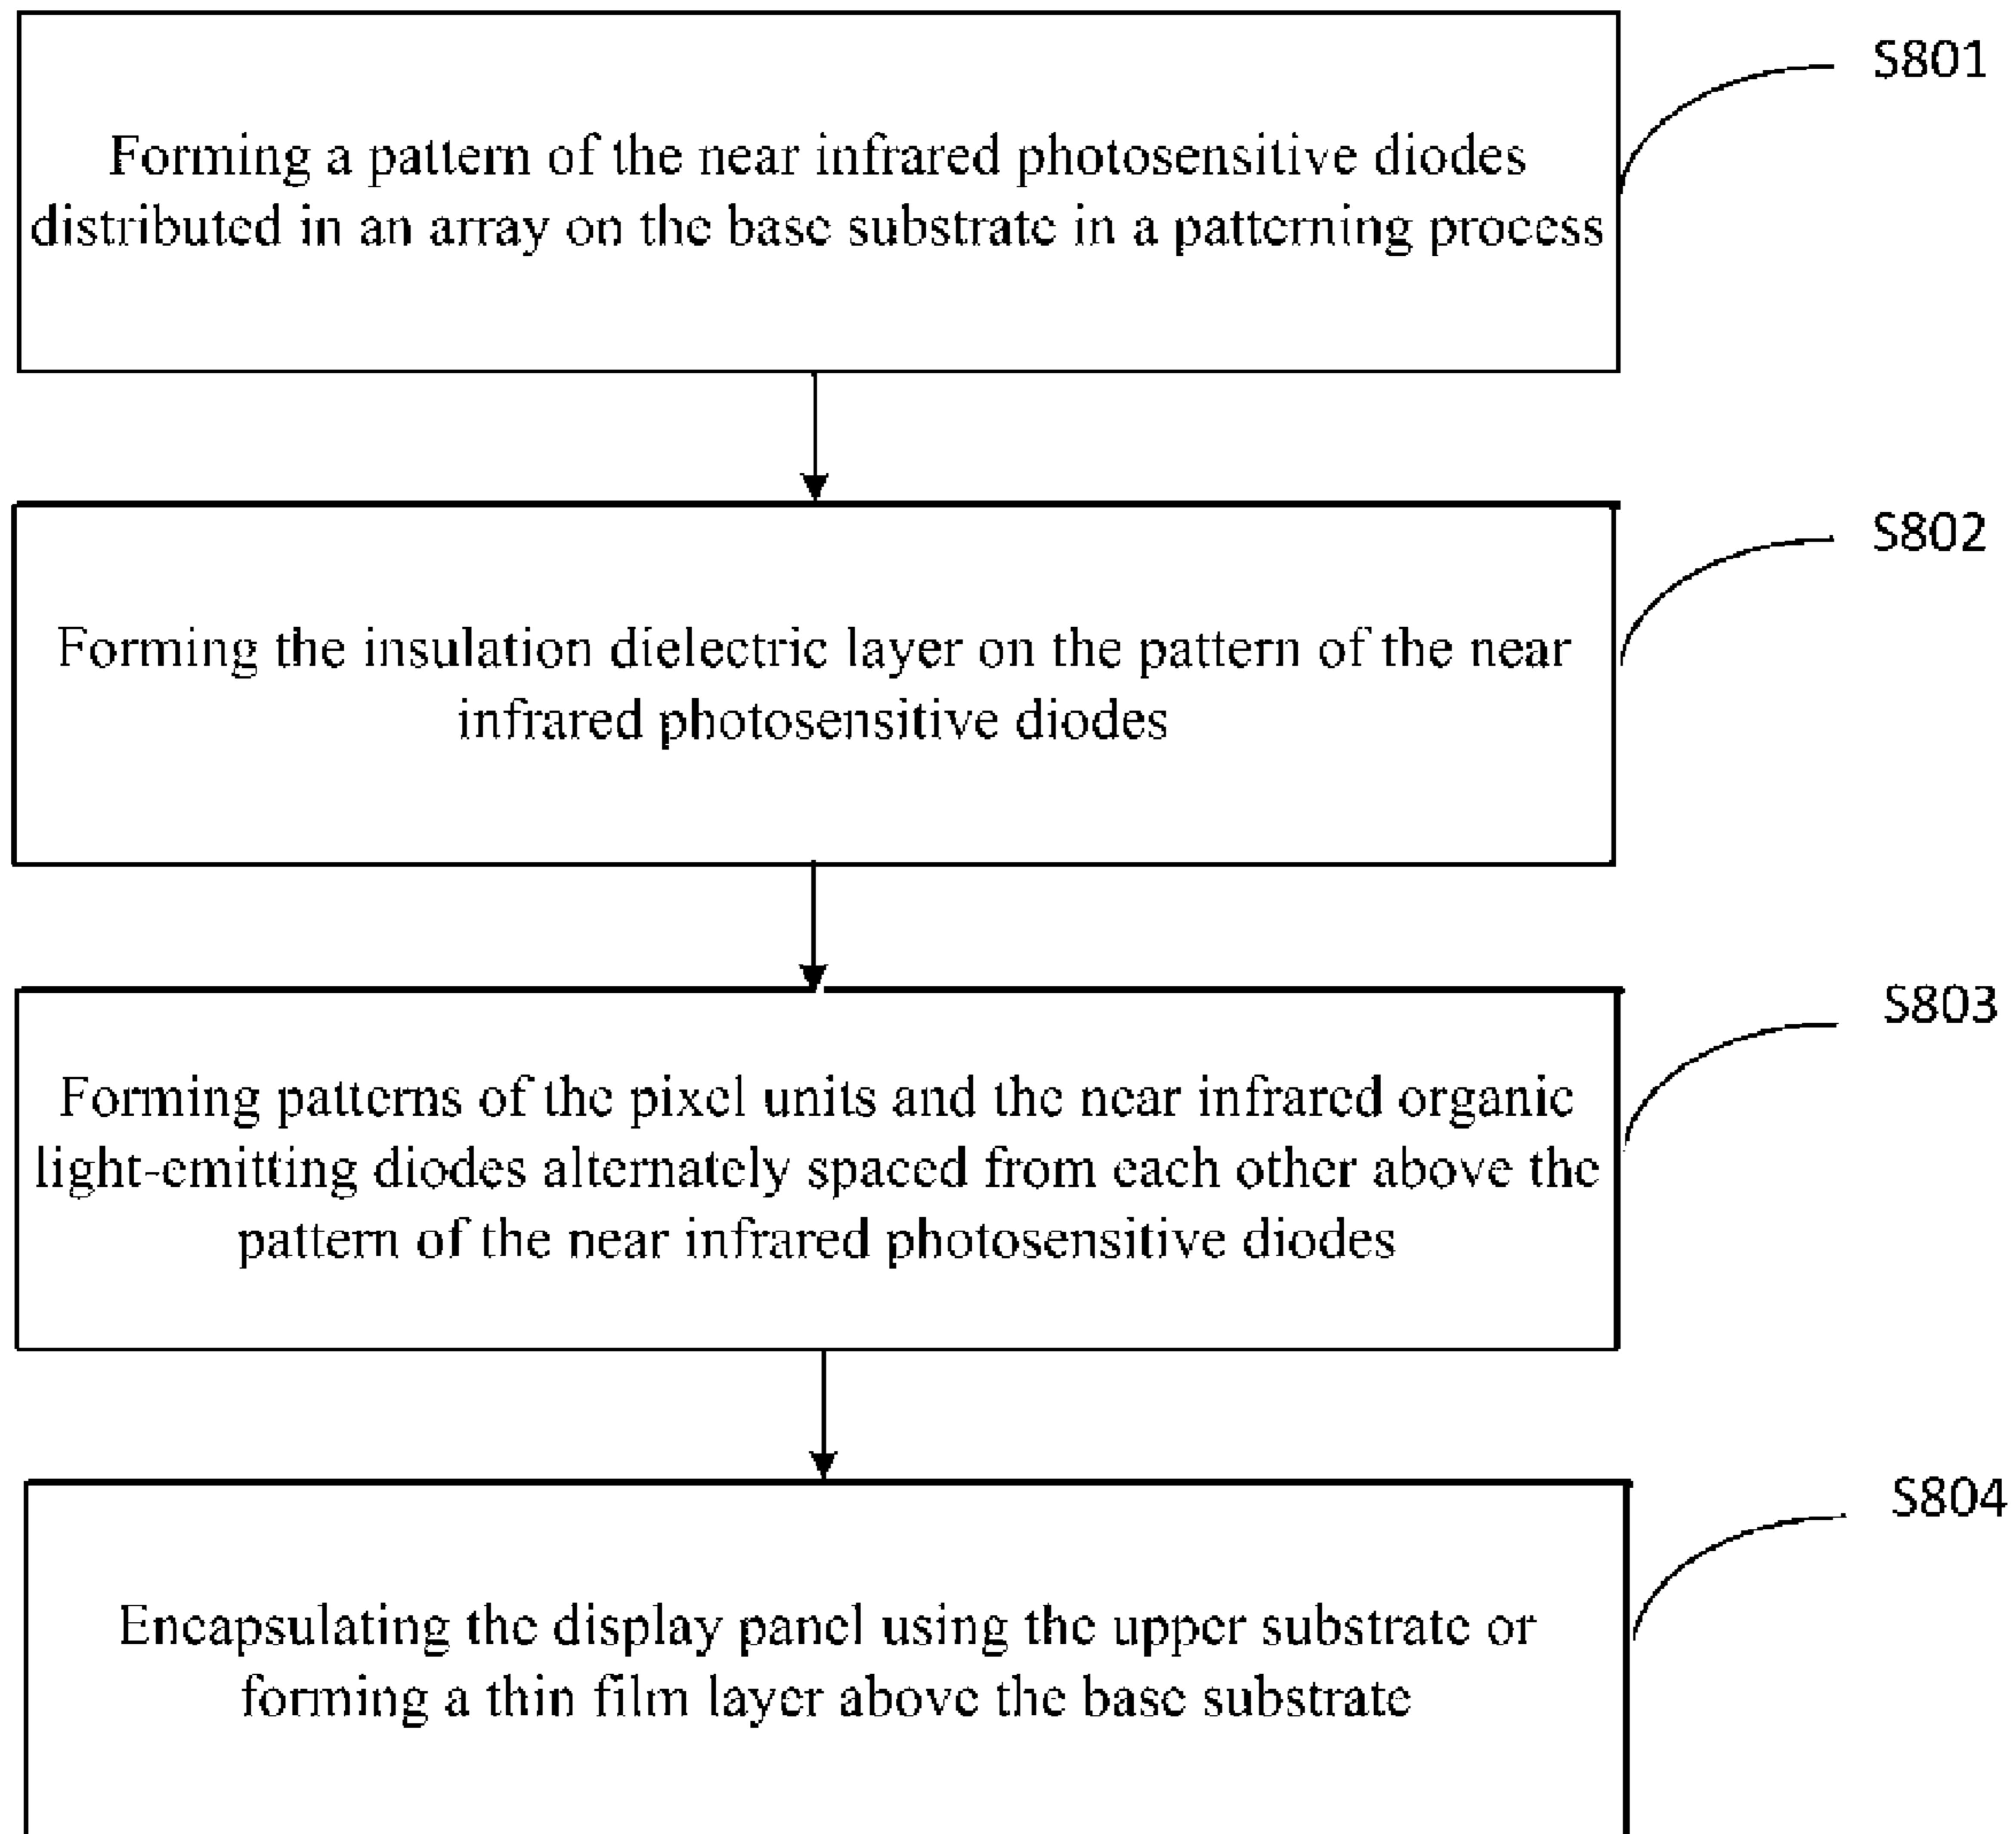 S801
Forming a pattern of the near infrared photosensitive diodes
distributed in an array on the base substrate in a patterning process
S802
Forming the insulation dielectric layer on the pattern of the near
infrared photosensitive diodes
S803
Forming patterns of the pixel units and the near infrared organic
light-emitting diodes alternately spaced from each other above the
pattern of the near infrared photosensitive diodes
S804
Encapsulating the display panel using the upper substrate or
forming a thin film layer above the base substrate